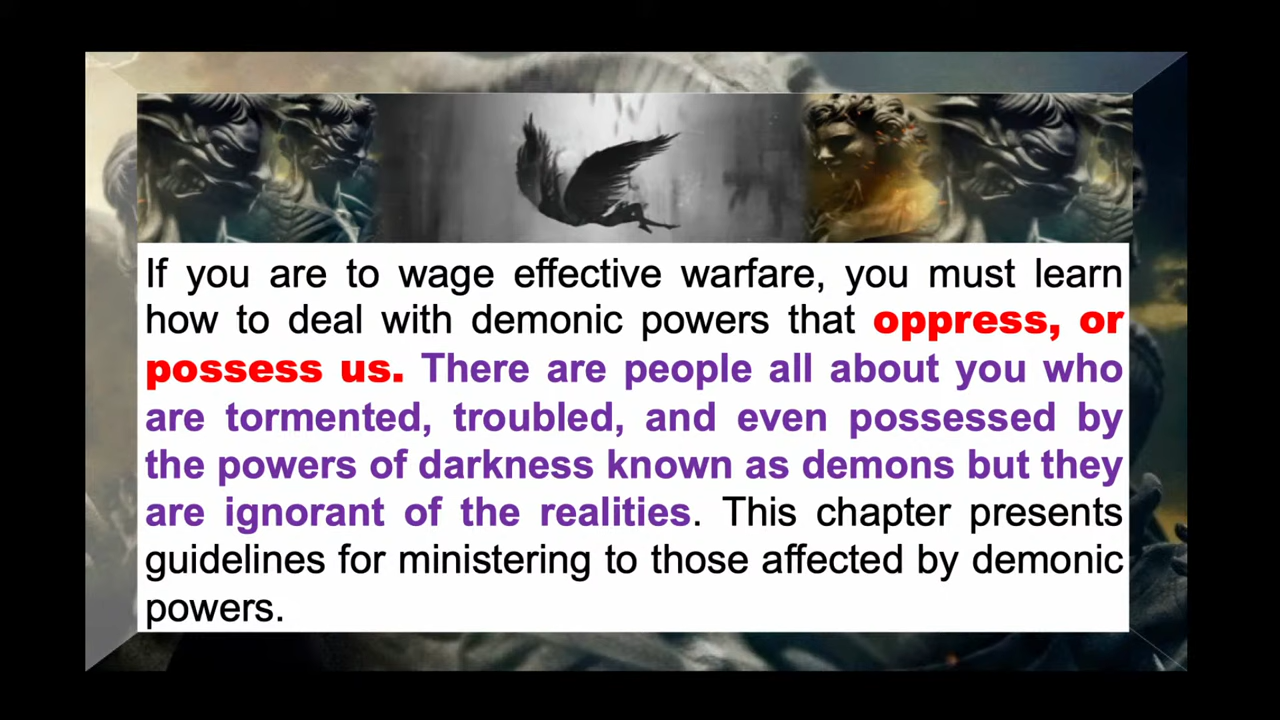 If you are to wage effective warfare, you must learn
how to deal with demonic powers that oppress, or
possess us. There are people all about you who
are tormented, troubled, and even possessed by
the powers of darkness known as demons but they
are ignorant of the realities. This chapter presents
guidelines for ministering to those affected by demonic
powers.